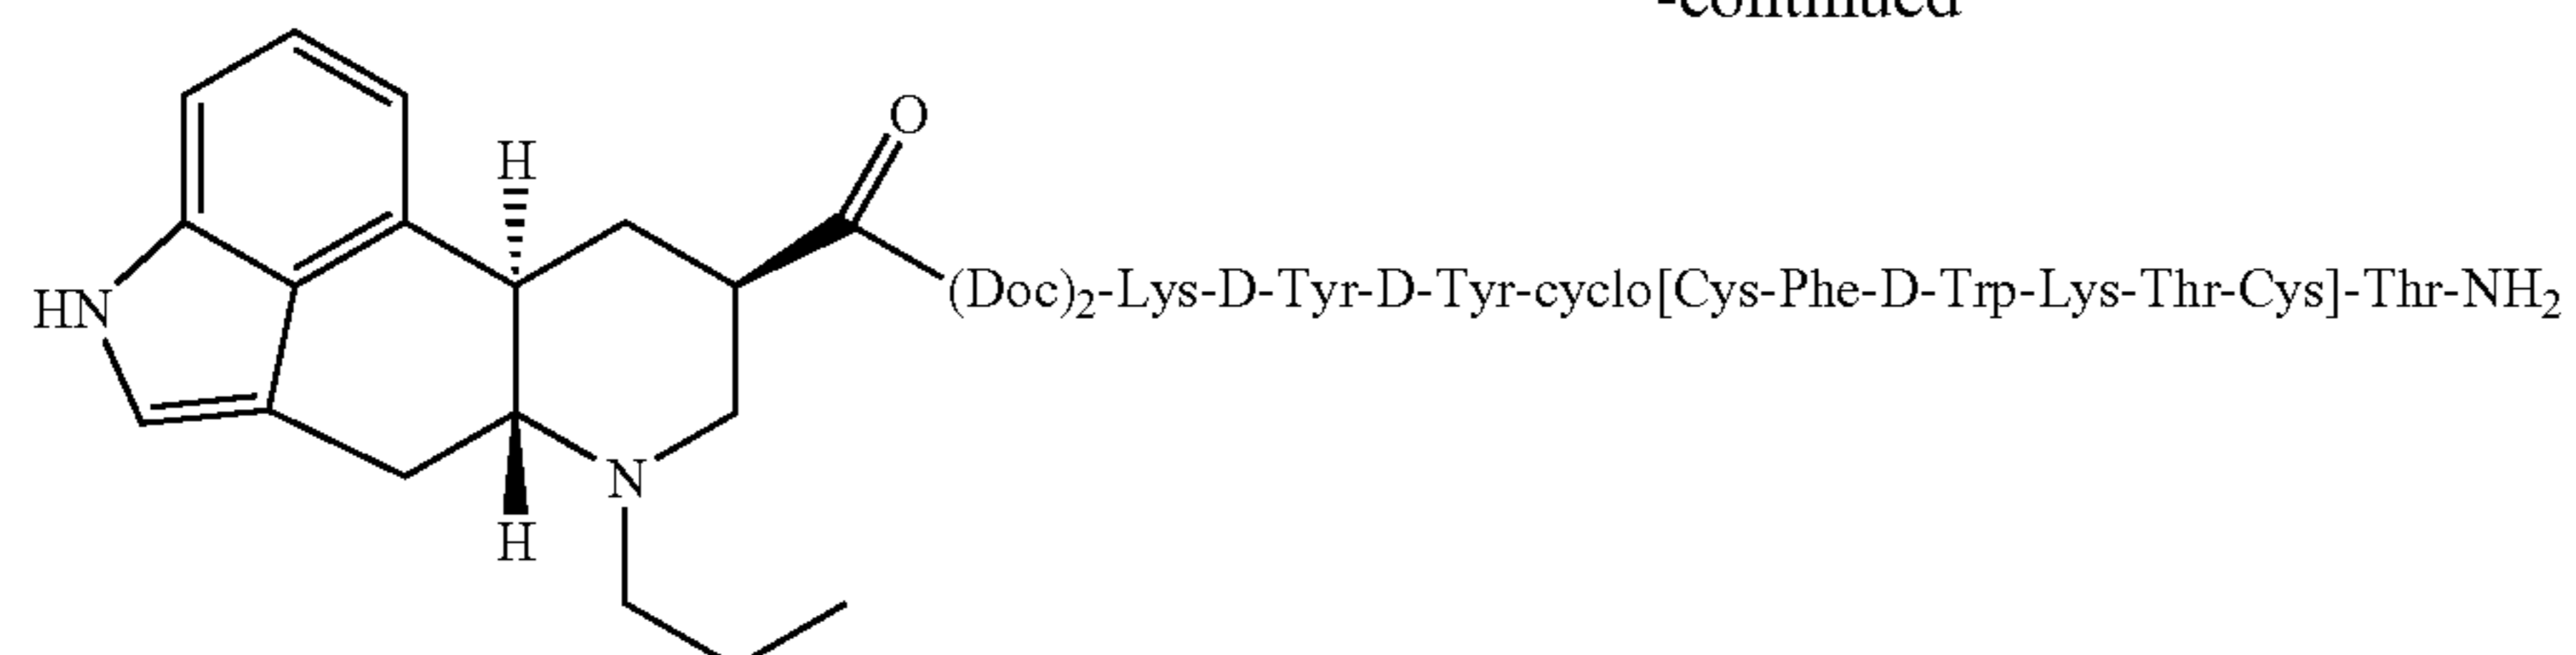 -continued
O
H
(Doc)2-Lys-D-Tyr-D-Tyr-cyclo[Cys-Phe-D-Trp-Lys-Thr-Cys]-Thr-NH2
HN
N
H